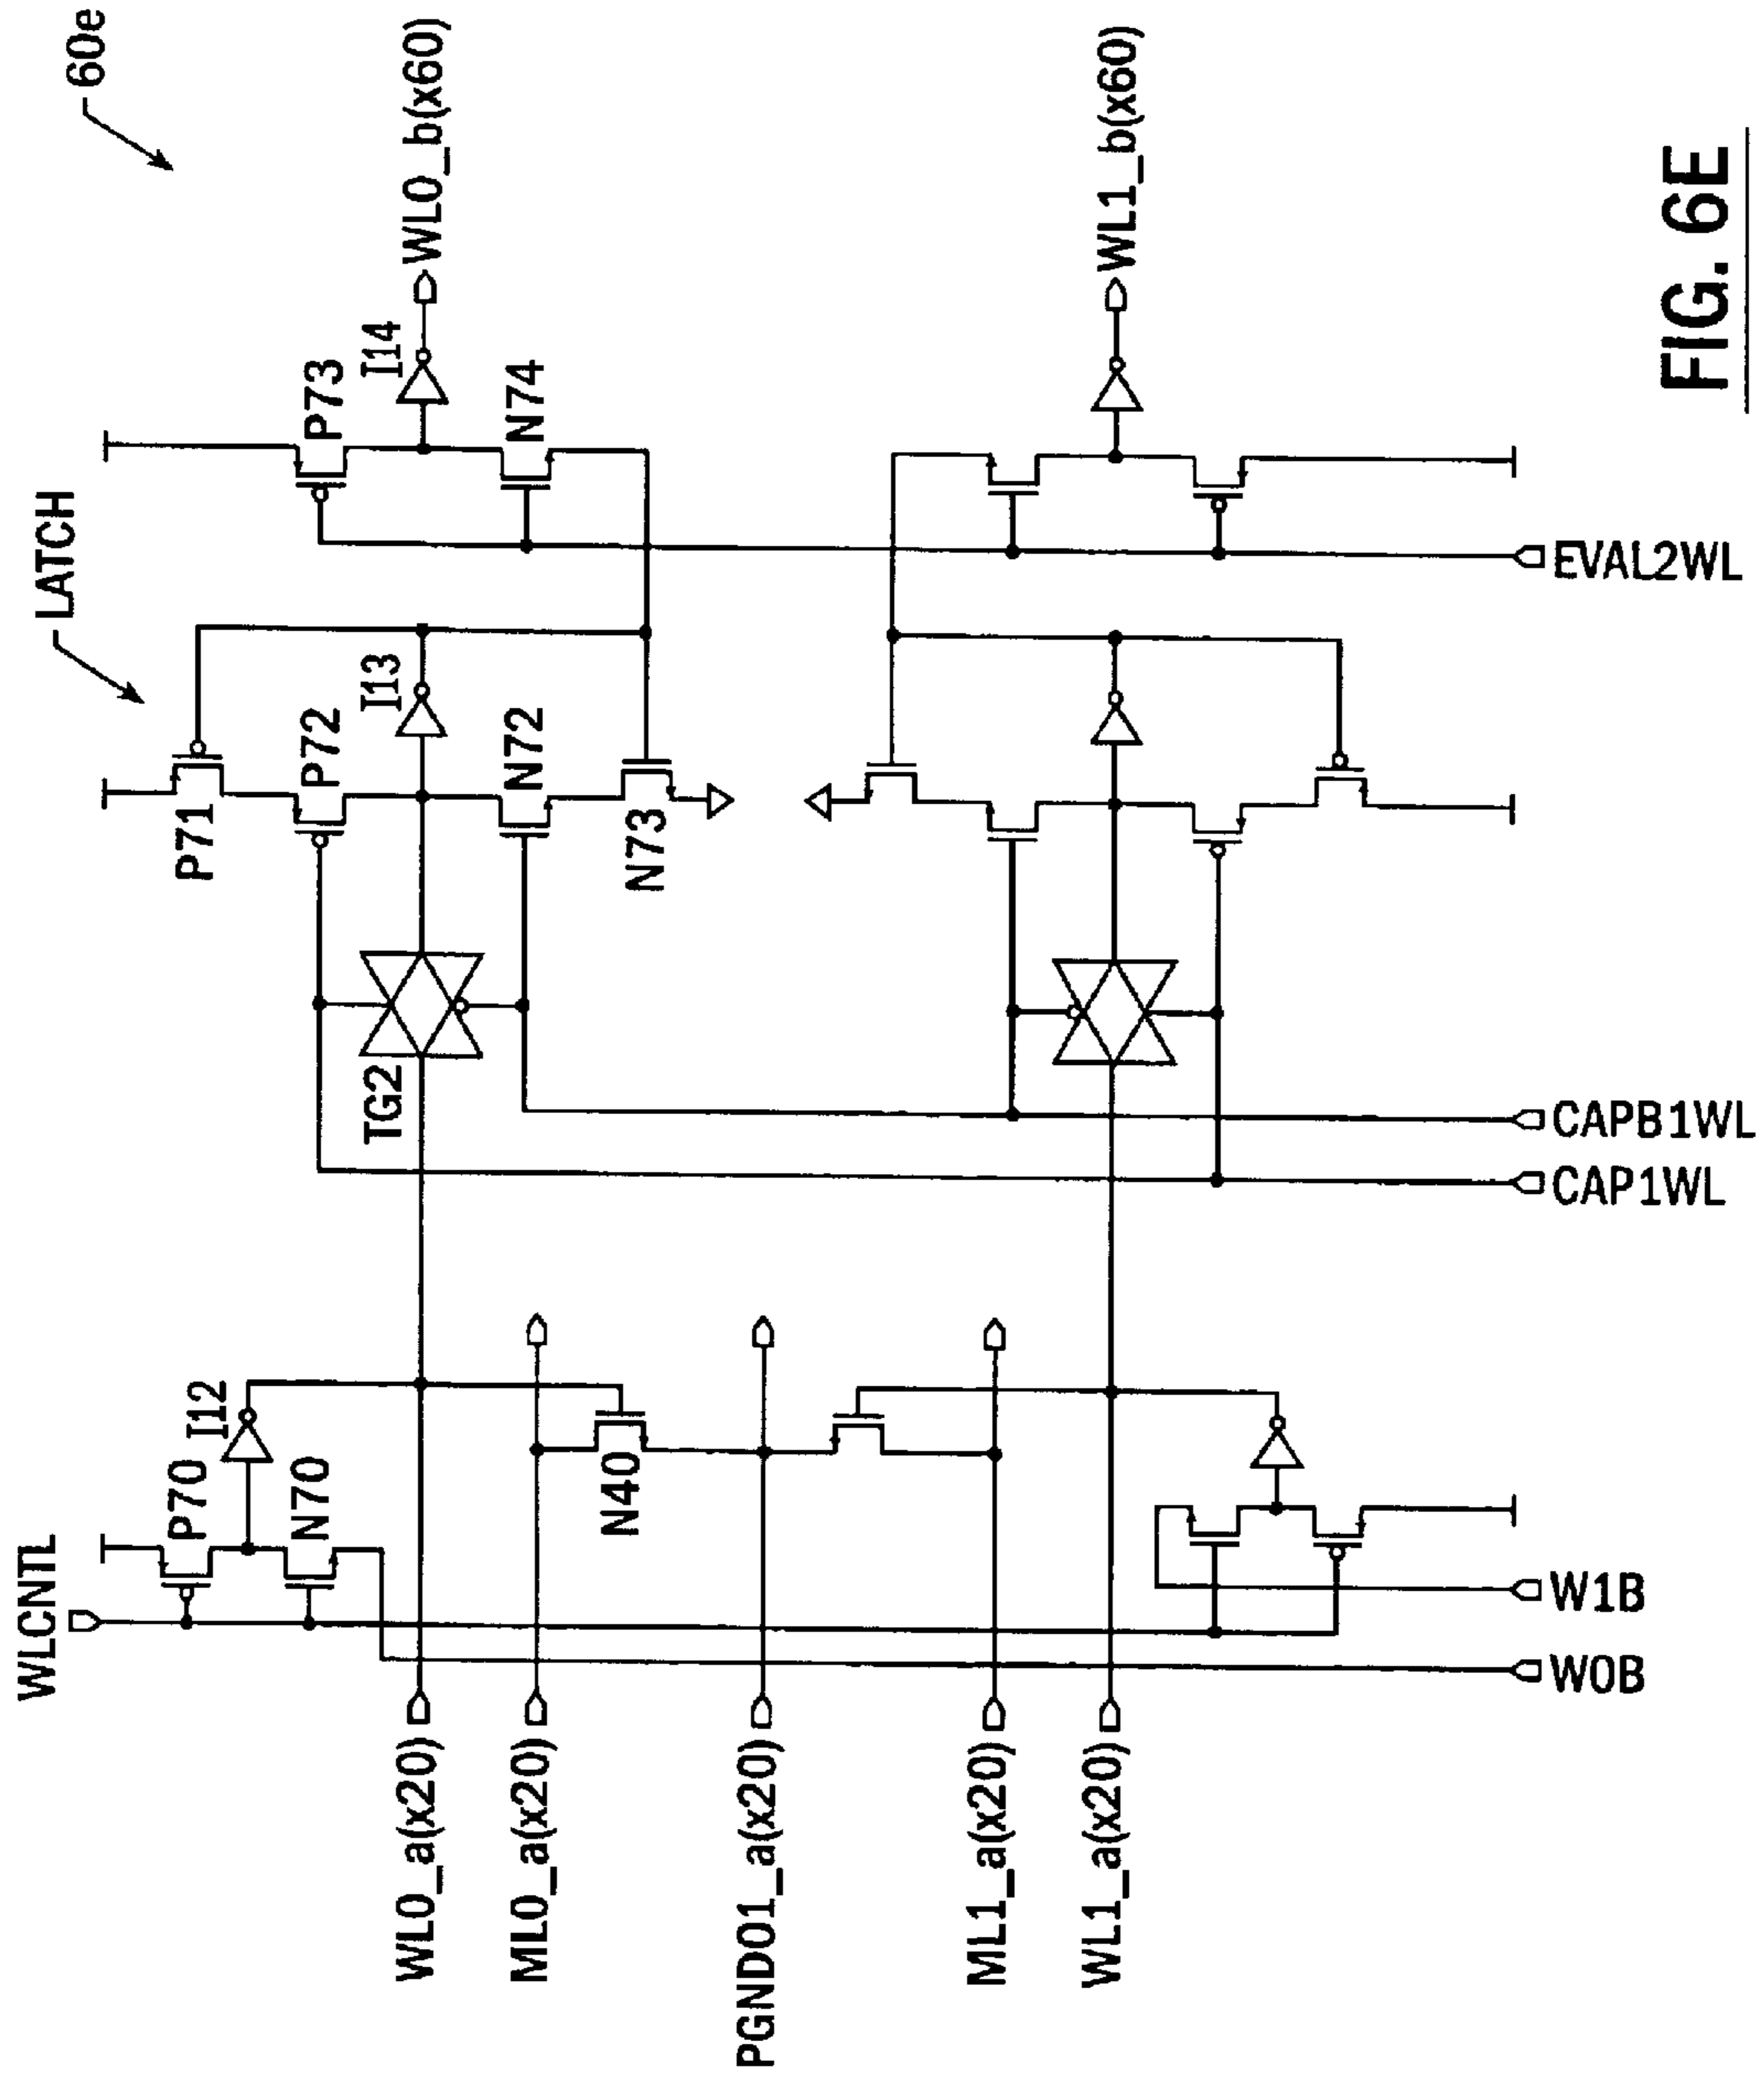 60e
LATCH
WLCNTL
P70
I12
N70
P71
P72
I13
N72
N73
P73
I14
N74
TG2
N40
WL0_a(x20)
ML0_a(x20)
PGND01_a(x20)
ML1_a(x20)
WL1_a(x20)
WL0_b(x60)
WL1_b(x60)
W1B
W0B
CAPB1WL
CAP1WL
EVAL2WL
FIG. 6E